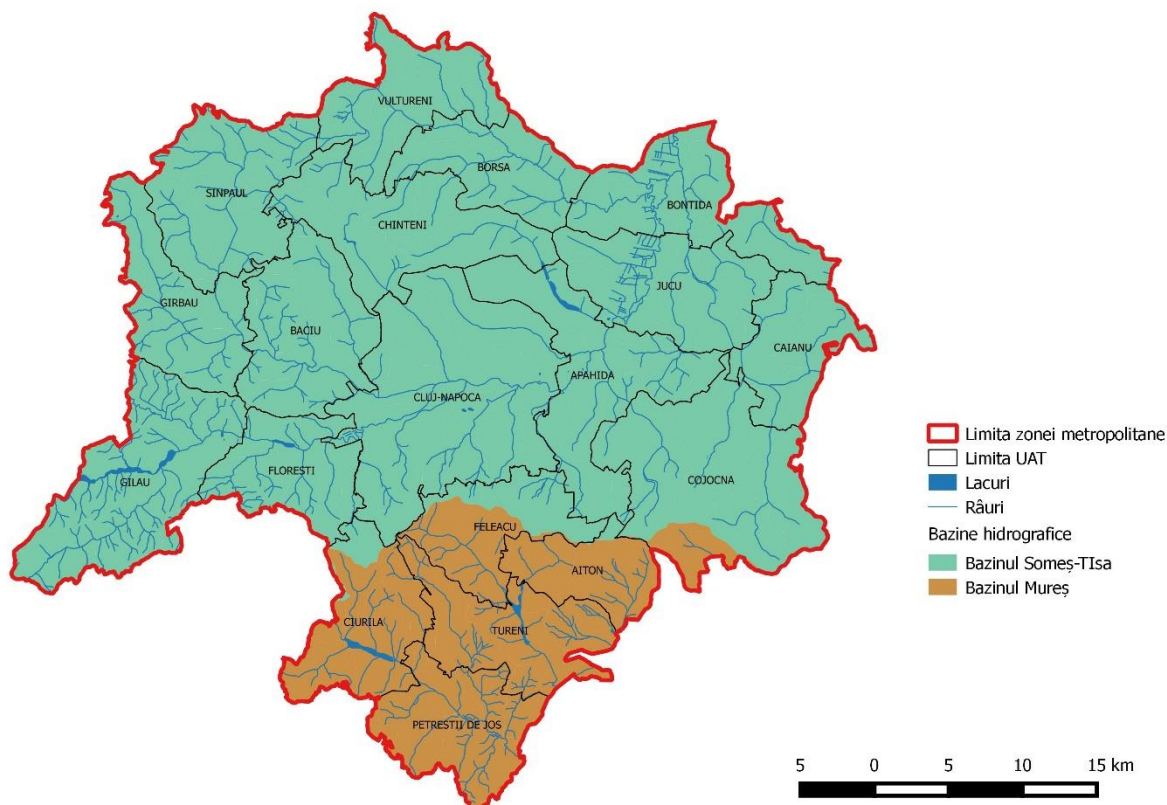 VULTURENI
BORSA
SINPAUL
BONTIDA
CHINTENI
JUCU
GIRBAU
BACIU
CAIANU
APAHIDA
CLUJ-NAPOCA
FLORESTI
GILAU
COJOCNA
FELEACU
AITON
CIURILA
TURENI
PETRESTII DE JOS
Limita zonei metropolitane
Limita UAT
Lacuri
Râuri
Bazine hidrografice
Bazinul Someș-TIsa
Bazinul Mureș
5 0 5 10 15 km